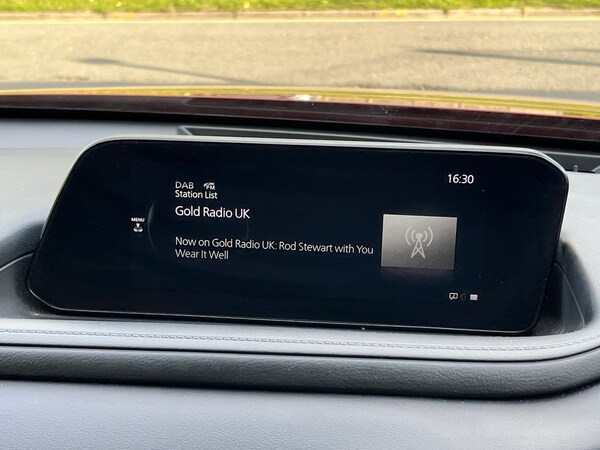 16:30
DAB FM
Station List
Gold Radio UK
MENU
Now on Gold Radio UK: Rod Stewart with You
Wear It Well